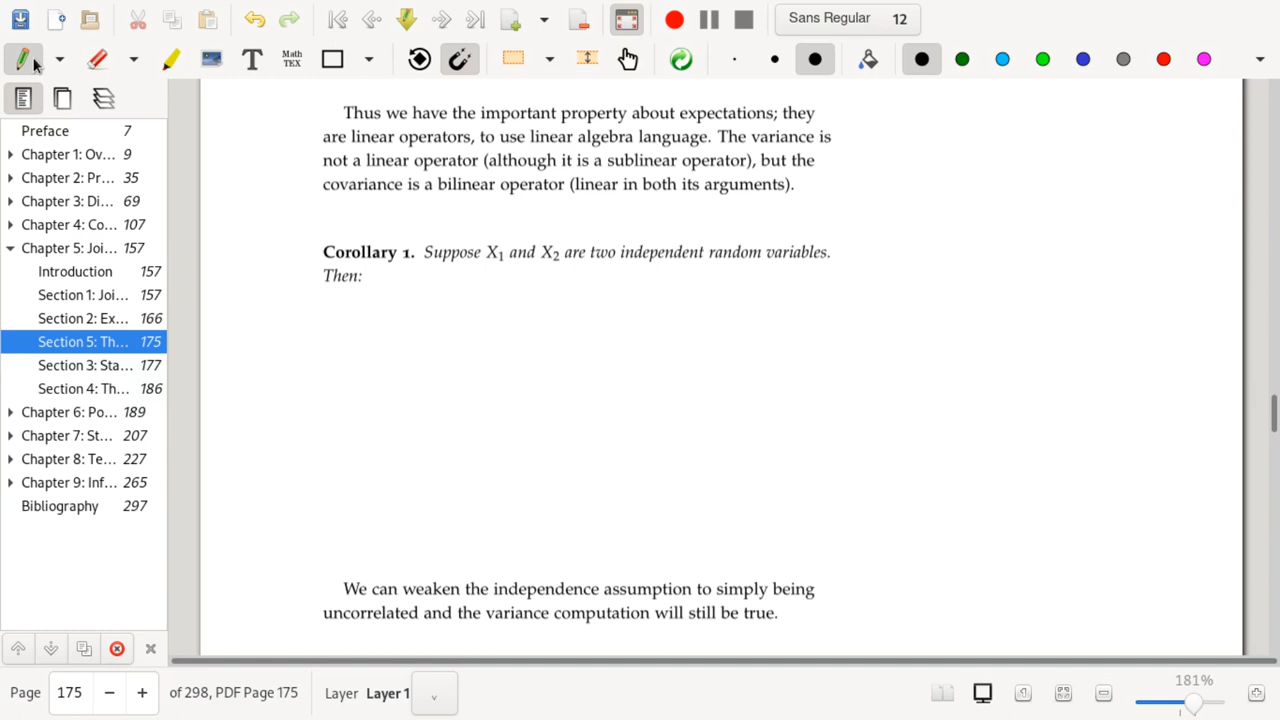 Sans Regular 12
Math
TEX
Preface 7
Chapter 1: Ov... 9
Chapter 2: Pr... 35
Chapter 3: Di... 69
Chapter 4: Co... 107
Chapter 5: Joi... 157
Introduction 157
Section 1: Joi... 157
Section 2: Ex... 166
Section 5: Th... 175
Section 3: Sta... 177
Section 4: Th... 186
Chapter 6: Po... 189
Chapter 7: St... 207
Chapter 8: Te... 227
Chapter 9: Inf... 265
Bibliography 297
Thus we have the important property about expectations; they
are linear operators, to use linear algebra language. The variance is
not a linear operator (although it is a sublinear operator), but the
covariance is a bilinear operator (linear in both its arguments).
Corollary 1. Suppose X₁ and X₂ are two independent random variables.
Then:
We can weaken the independence assumption to simply being
uncorrelated and the variance computation will still be true.
Page 175 of 298, PDF Page 175 Layer Layer 1 181%